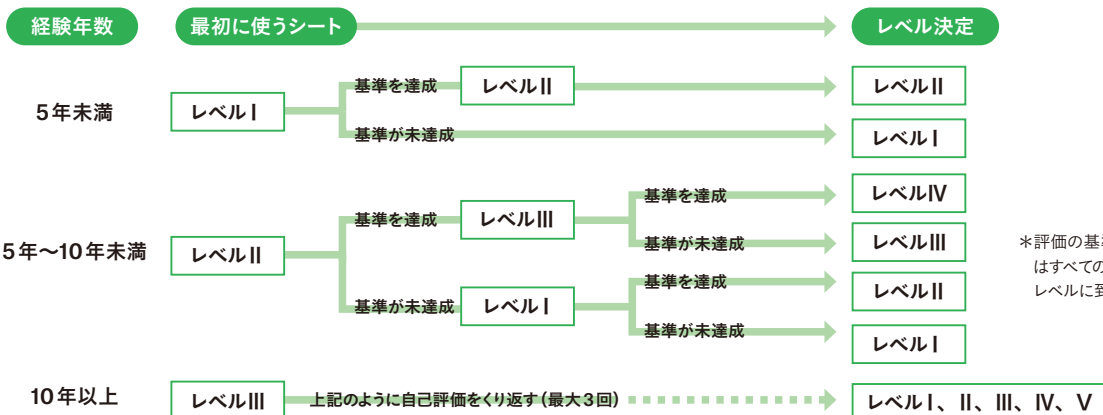 経験年数 最初に使うシート レベル決定
5年未満
レベルⅠ
基準を達成
レベルⅡ
レベルⅡ
基準が未達成
レベルⅠ
5年〜10年未満
レベルⅡ
基準を達成
レベルⅢ
基準を達成
レベルⅣ
基準が未達成
レベルⅢ
基準が未達成
レベルⅠ
基準を達成
レベルⅡ
基準が未達成
レベルⅠ
＊評価の基
はすべての
レベルに
10年以上
レベルⅢ
上記のように自己評価をくり返す（最大3回）
レベルⅠ、Ⅱ、Ⅲ、Ⅳ、Ⅴ